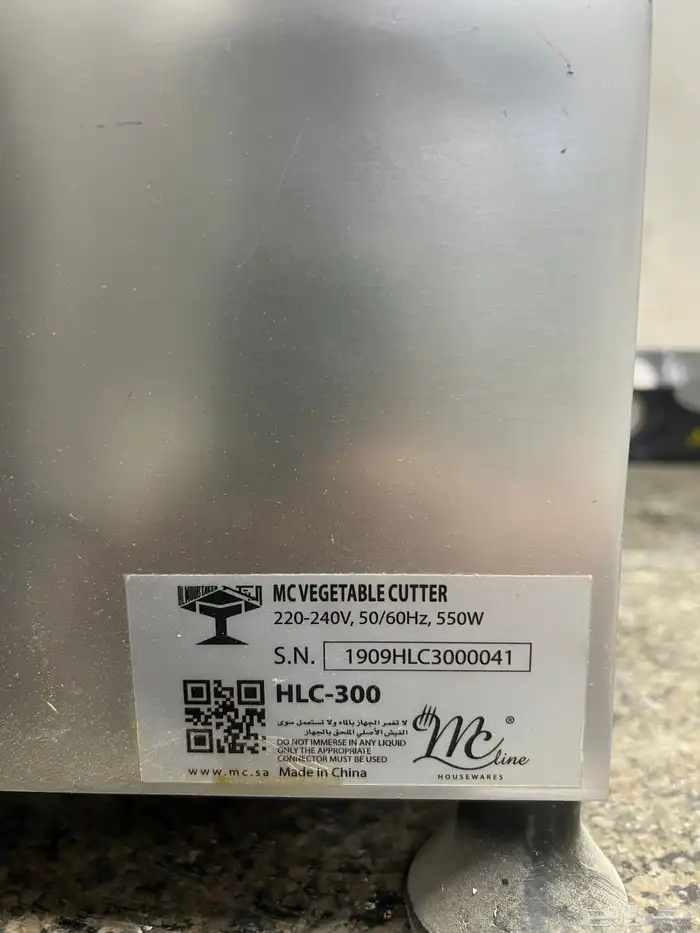 MC VEGETABLE CUTTER
220-240V, 50/60Hz, 550W
S.N. 1909HLC3000041
HLC-300
لا تغمر الجهاز بالماء ولا تستعمل سوى
الفيش الأصلي الملحق بالجهاز
DO NOT IMMERSE IN ANY LIQUID
ONLY THE APPROPRIATE
CONNECTOR MUST BE USED
www.mc.sa Made in China
Mc line ®
HOUSEWARES